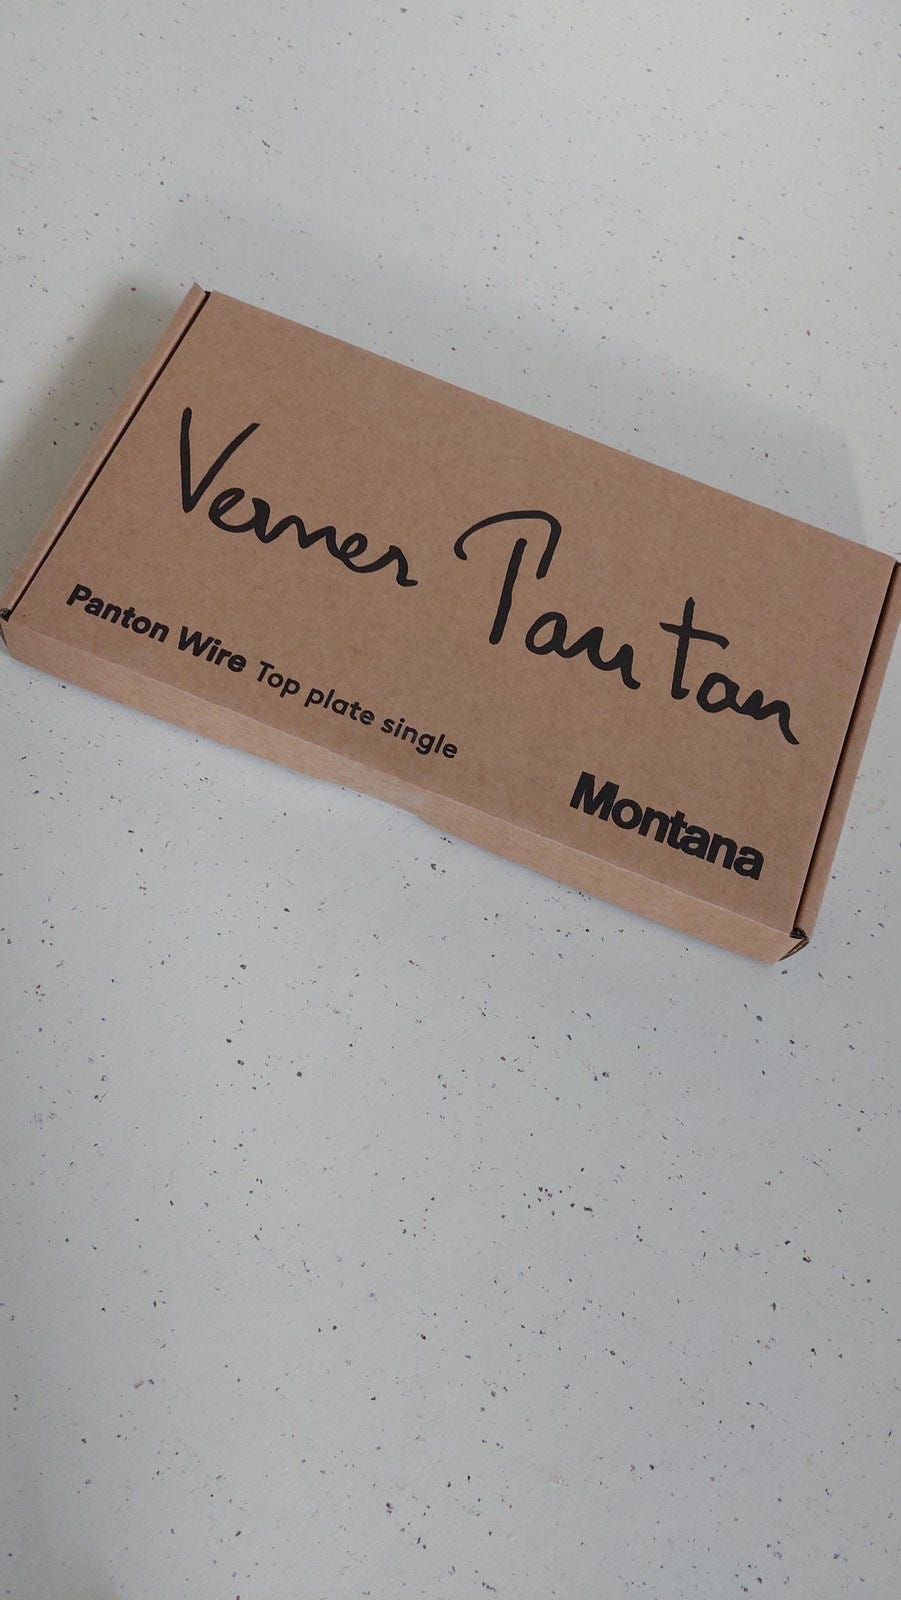 Verner Panton
Panton Wire Top plate single
Montana